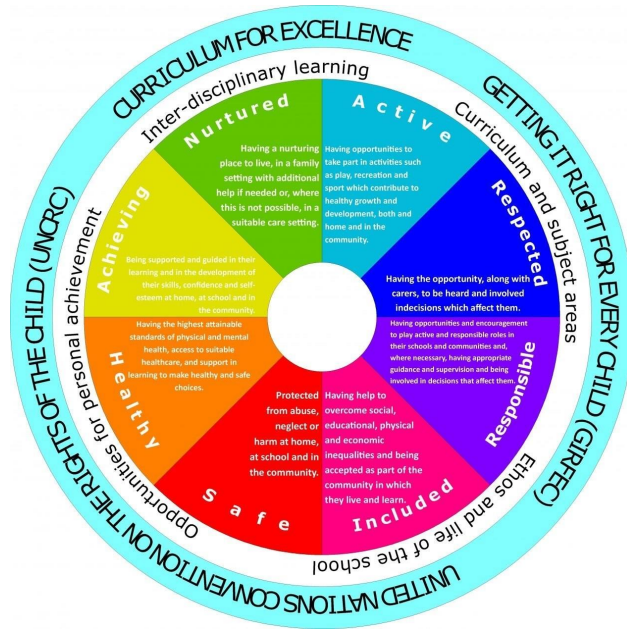 CURRICULUM FOR EXCELLENCE
GETTING IT RIGHT FOR EVERY CHILD (GIRFEC)
UNITED NATIONS CONVENTION ON THE RIGHTS OF THE CHILD (UNCRC)
Inter-disciplinary learning
Curriculum and subject areas
Ethos and life of the school
Opportunities for personal achievement
Nurtured
Having a nurturing
place to live, in a family
setting with additional
help if needed or, where
this is not possible, in a
suitable care setting.
Active
Having opportunities to
take part in activities such
as play, recreation and
sport which contribute to
healthy growth and
development, both and
home and in the
community.
Respected
Having the opportunity, along with
carers, to be heard and involved
indecisions which affect them.
Responsible
Having opportunities and encouragement
to play active and responsible roles in
their schools and communities and,
where necessary, having appropriate
guidance and supervision and being
involved in decisions that affect them.
Included
Having help to
overcome social,
educational, physical
and economic
inequalities and being
accepted as part of the
community in which
they live and learn.
Safe
Protected
from abuse,
neglect or
harm at home,
at school and in
the community.
Healthy
Having the highest attainable
standards of physical and mental
health, access to suitable
healthcare, and support in
learning to make healthy and safe
choices.
Achieving
Being supported and guided in their
learning and in the development of
their skills, confidence and self-
esteem at home, at school and in
the community.